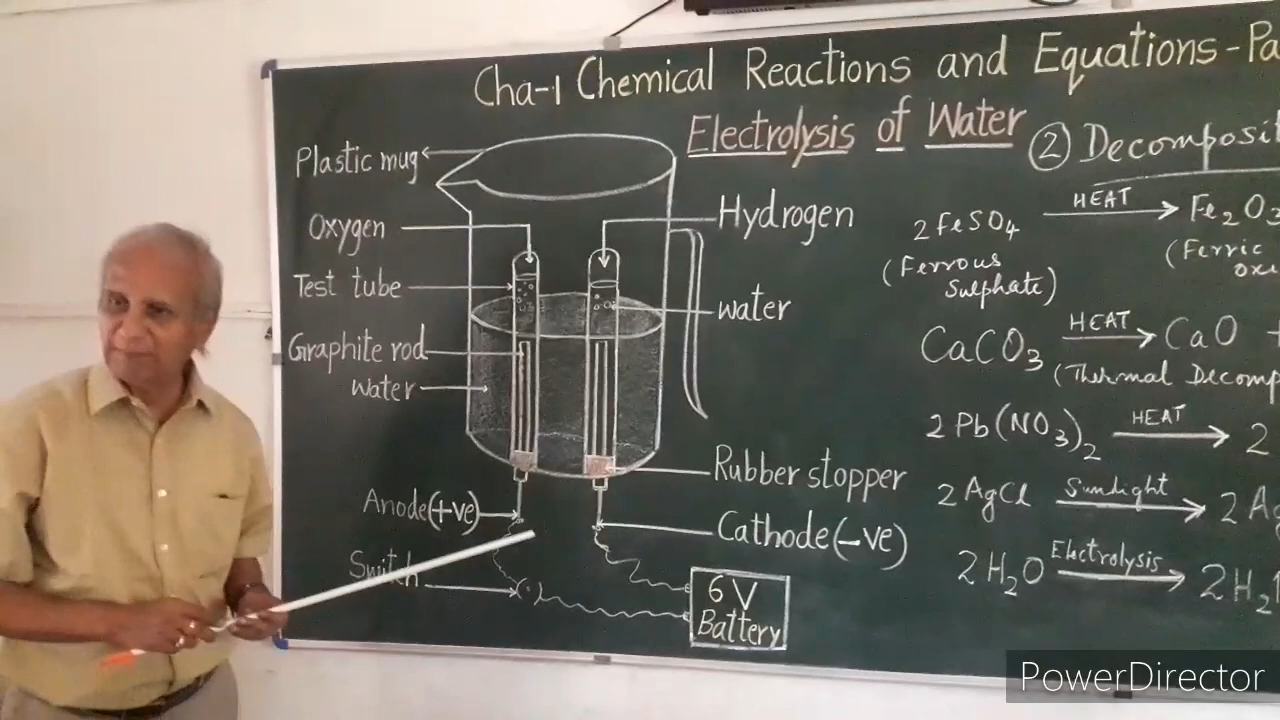 Cha-1 Chemical Reactions and Equations - Pa
Electrolysis of Water
② Decomposit
Plastic mug
Oxygen
Test tube
Graphite rod
water
Anode(+ve)
Switch
Hydrogen
water
Rubber stopper
Cathode(-ve)
6 V
Battery
2 FeSO₄ HEAT Fe₂O₃
(Ferrous (Ferric
Sulphate) oxi
CaCO₃ HEAT CaO +
(Thermal Decomp
2 Pb(NO₃)₂ HEAT 2
2 AgCl Sunlight 2 Ag
2 H₂O Electrolysis 2H₂
PowerDirector